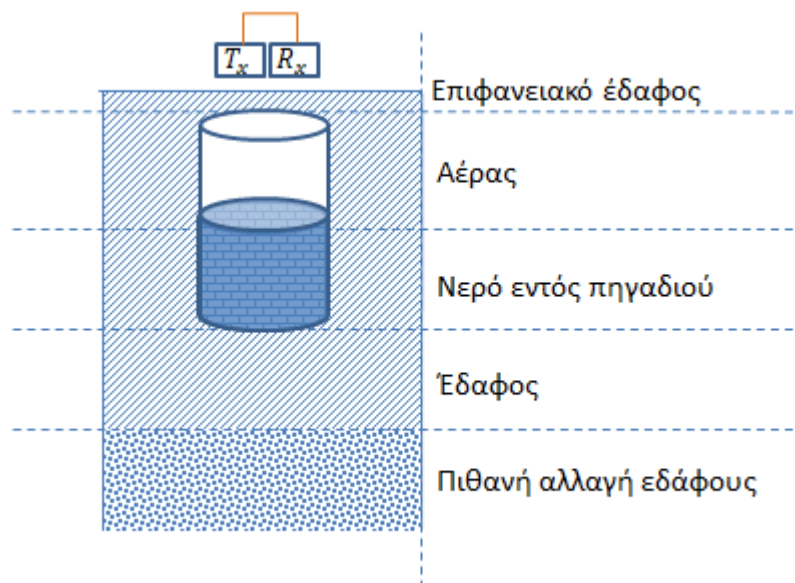 Tx Rx
Επιφανειακό έδαφος
Αέρας
Νερό εντός πηγαδιού
Έδαφος
Πιθανή αλλαγή εδάφους